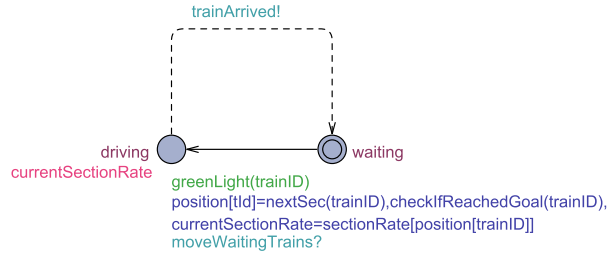 trainArrived!
driving
waiting
currentSectionRate
greenLight(trainID)
position[tId]=nextSec(trainID),checkIfReachedGoal(trainID),
currentSectionRate=sectionRate[position[trainID]]
moveWaitingTrains?